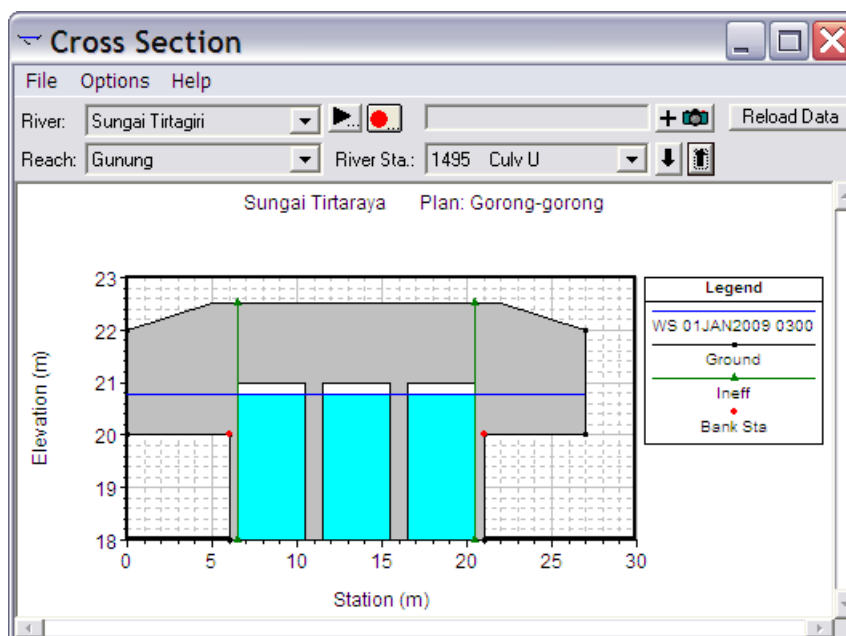 Cross Section
File Options Help
River: Sungai Tirtagiri Reload Data
Reach: Gunung River Sta.: 1495 Culv U
Sungai Tirtaraya Plan: Gorong-gorong
23
22
21
20
19
18
Elevation (m)
0 5 10 15 20 25 30
Station (m)
Legend
WS 01JAN2009 0300
Ground
Ineff
Bank Sta